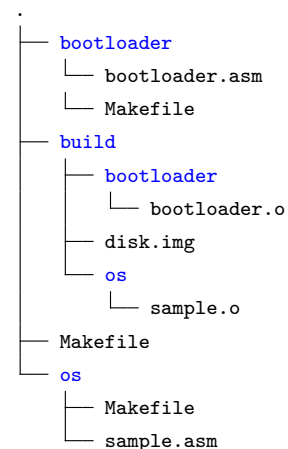 .
├── bootloader
│   ├── bootloader.asm
│   └── Makefile
├── build
│   ├── bootloader
│   │   └── bootloader.o
│   ├── disk.img
│   └── os
│       └── sample.o
├── Makefile
└── os
    ├── Makefile
    └── sample.asm